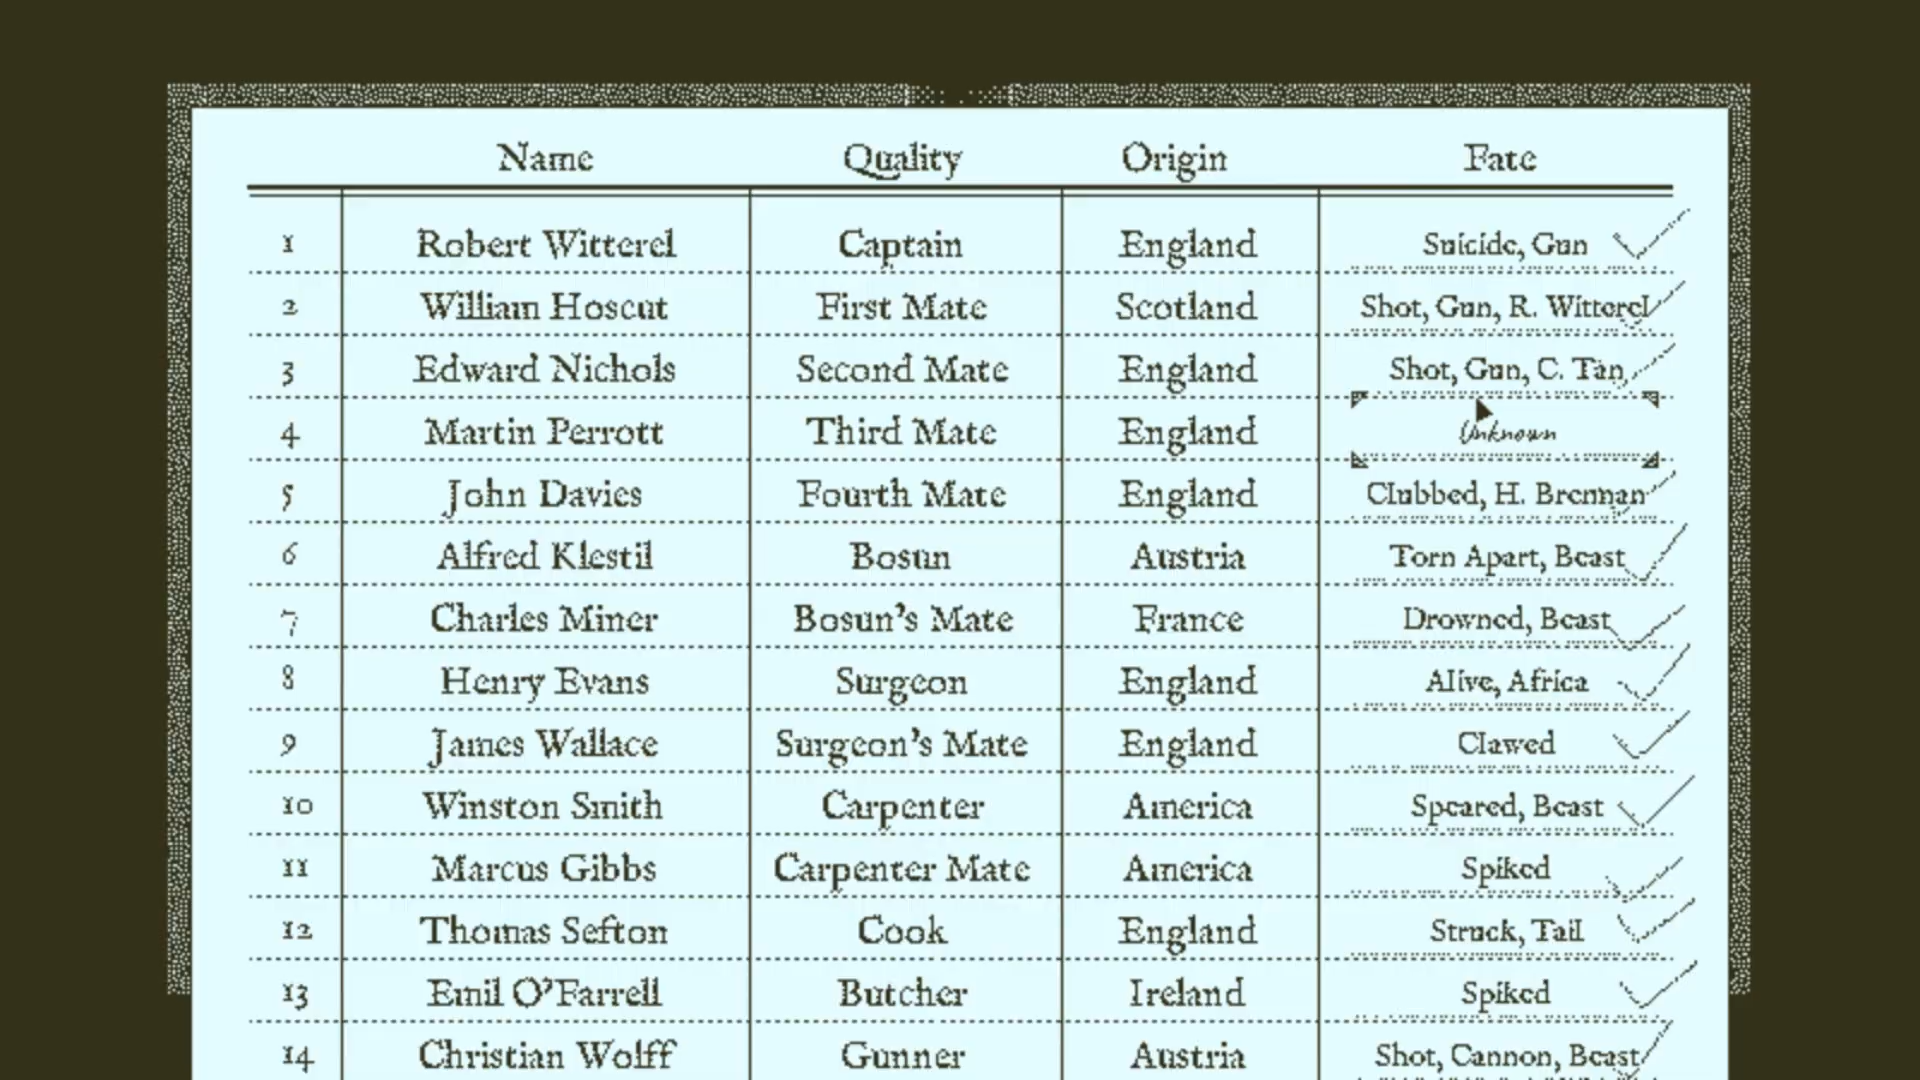 Name Quality Origin Fate
1 Robert Witterel Captain England Suicide, Gun
2 William Hoscut First Mate Scotland Shot, Gun, R. Witterel
3 Edward Nichols Second Mate England Shot, Gun, C. Tan
4 Martin Perrott Third Mate England Unknown
5 John Davies Fourth Mate England Clubbed, H. Brennan
6 Alfred Klestil Bosun Austria Torn Apart, Beast
7 Charles Miner Bosun's Mate France Drowned, Beast
8 Henry Evans Surgeon England Alive, Africa
9 James Wallace Surgeon's Mate England Clawed
10 Winston Smith Carpenter America Speared, Beast
11 Marcus Gibbs Carpenter Mate America Spiked
12 Thomas Sefton Cook England Struck, Tail
13 Emil O'Farrell Butcher Ireland Spiked
14 Christian Wolff Gunner Austria Shot, Cannon, Beast